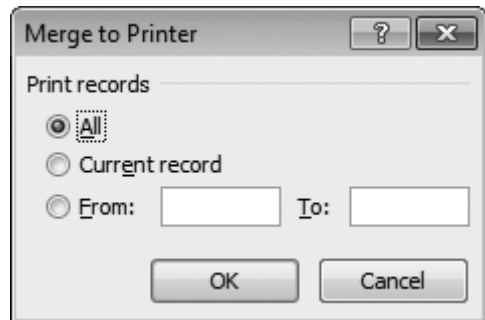 Merge to Printer ?
Print records
All
Current record
From: To:
OK Cancel